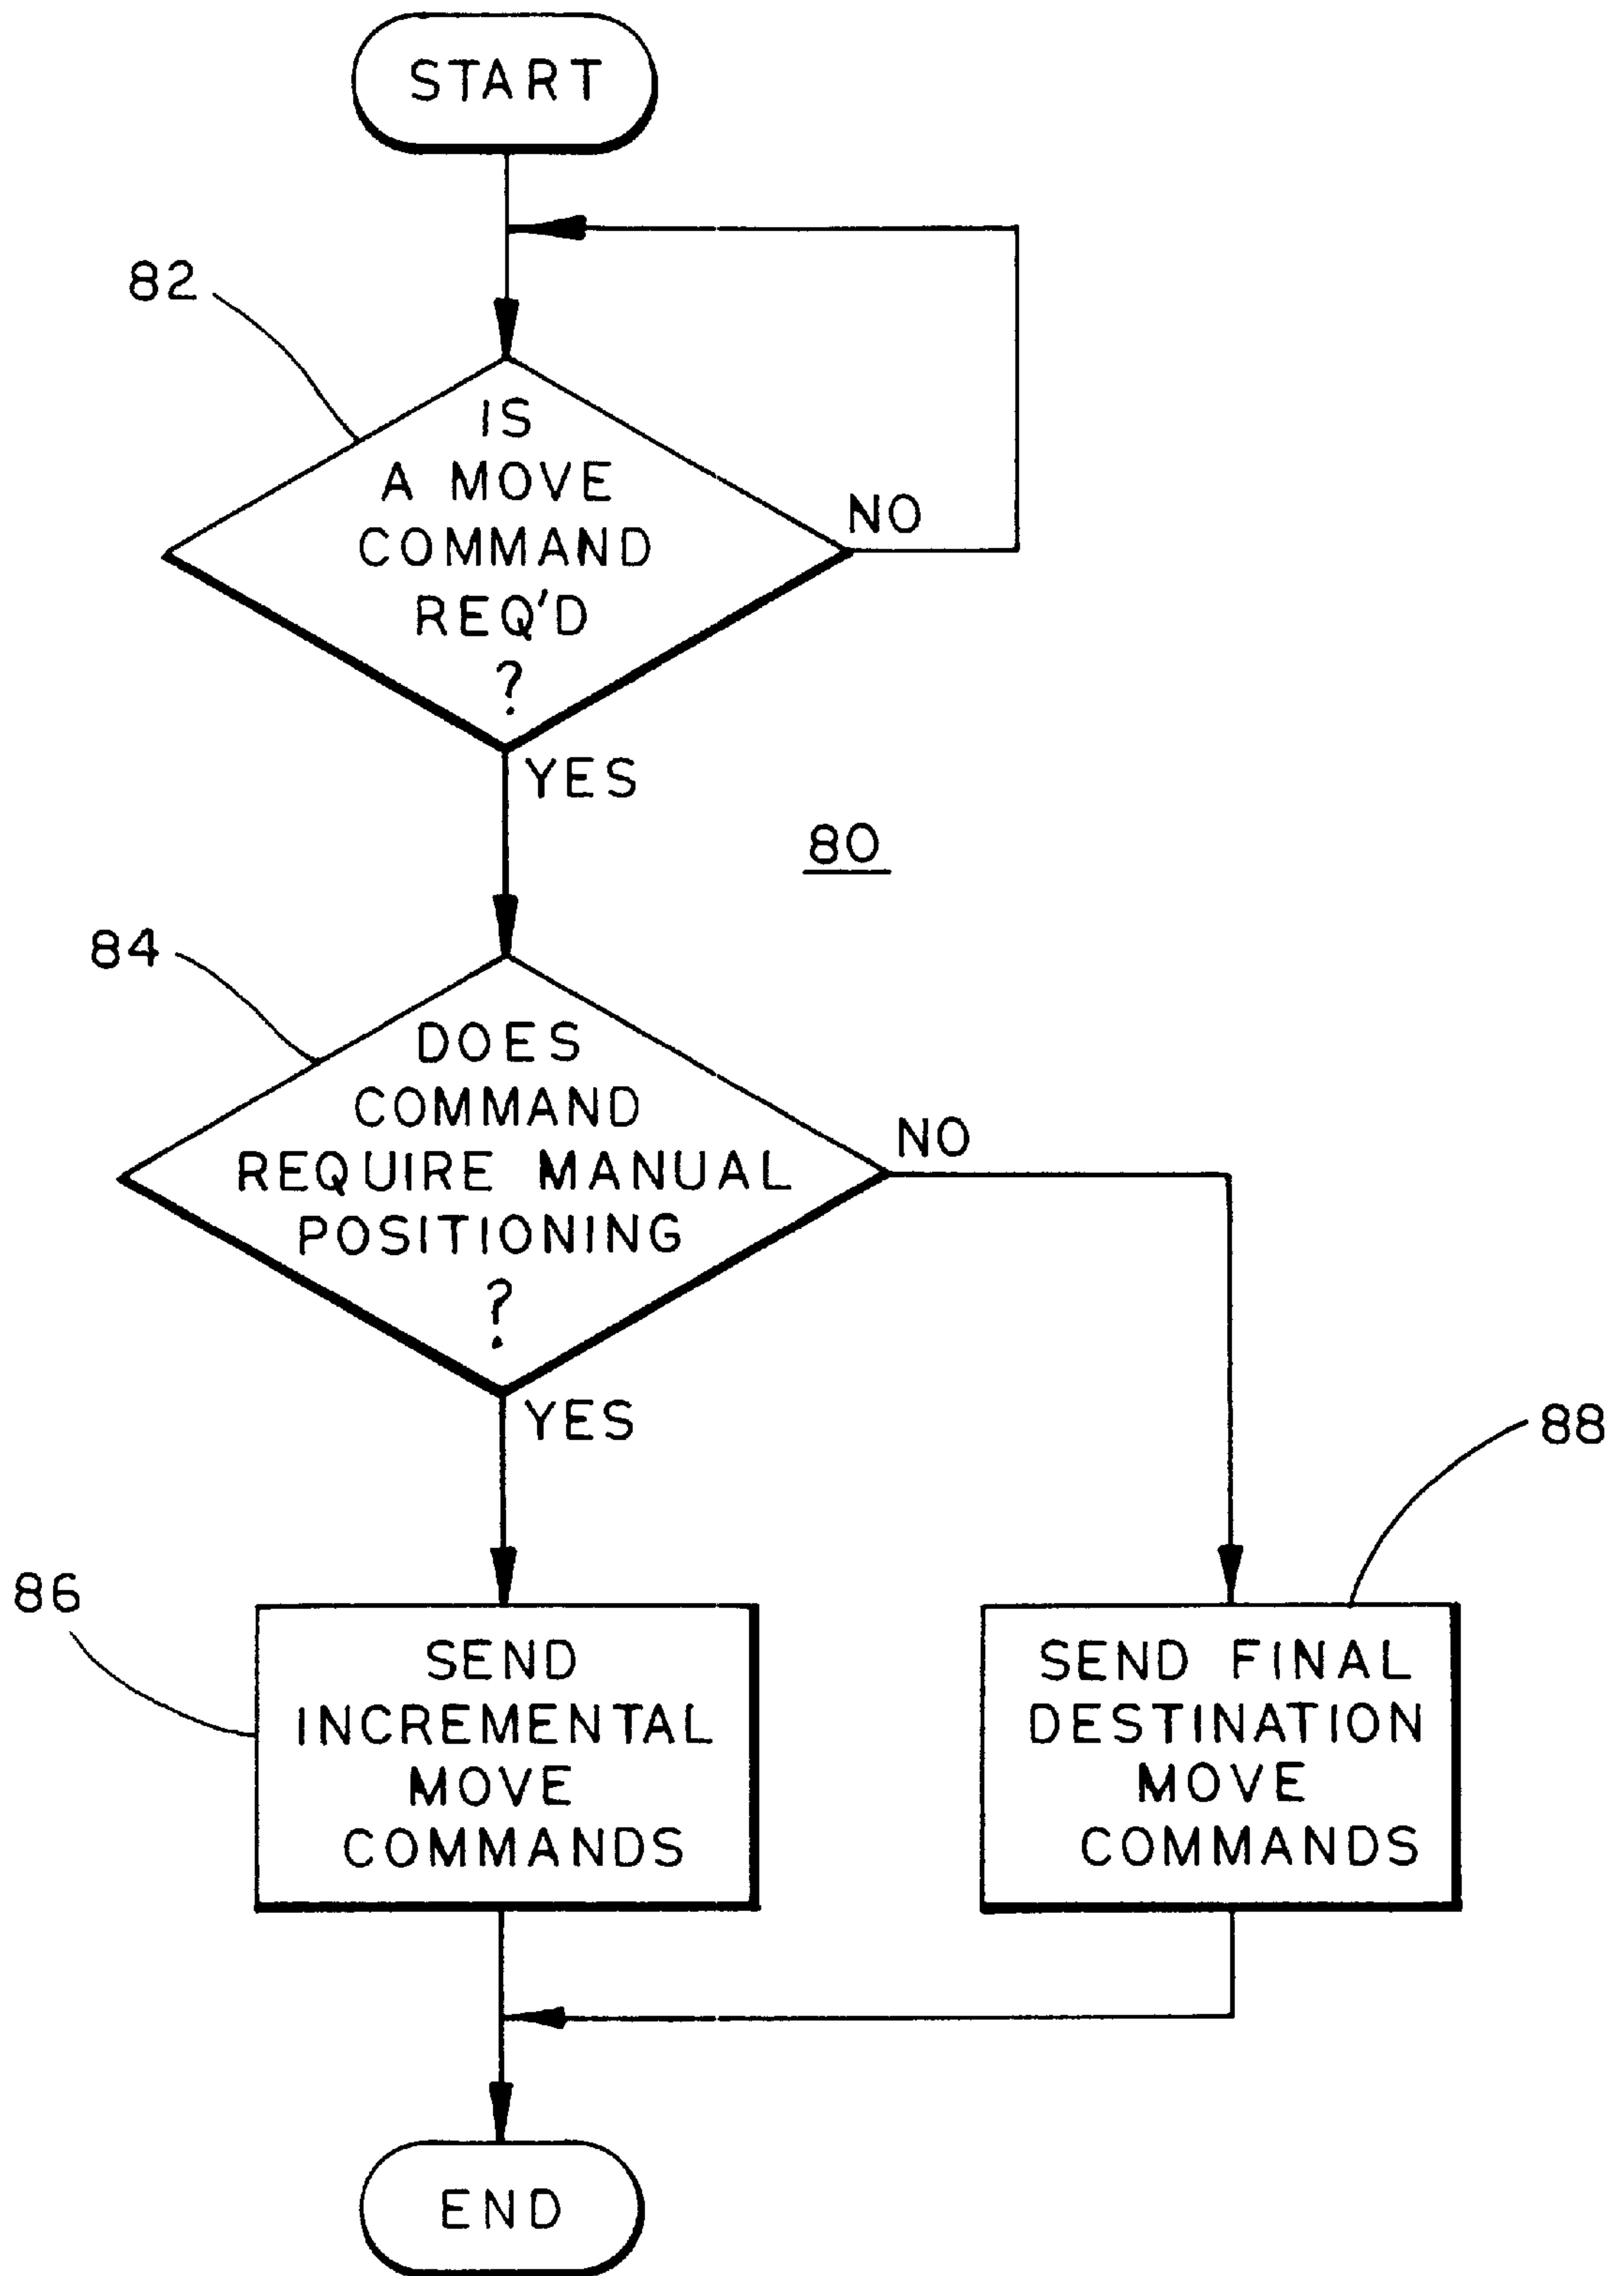 START
82
IS
A MOVE
COMMAND
REQ'D
?
NO
YES
80
84
DOES
COMMAND
REQUIRE MANUAL
POSITIONING
?
NO
YES
88
86
SEND
INCREMENTAL
MOVE
COMMANDS
SEND FINAL
DESTINATION
MOVE
COMMANDS
END